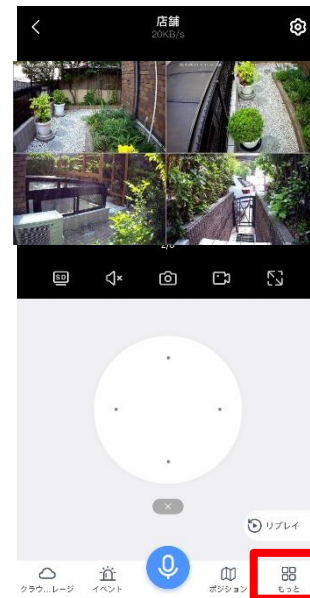 店舗
20KB/s
SD
リプレイ
クラウ...レージ
イベント
ポジション
もっと